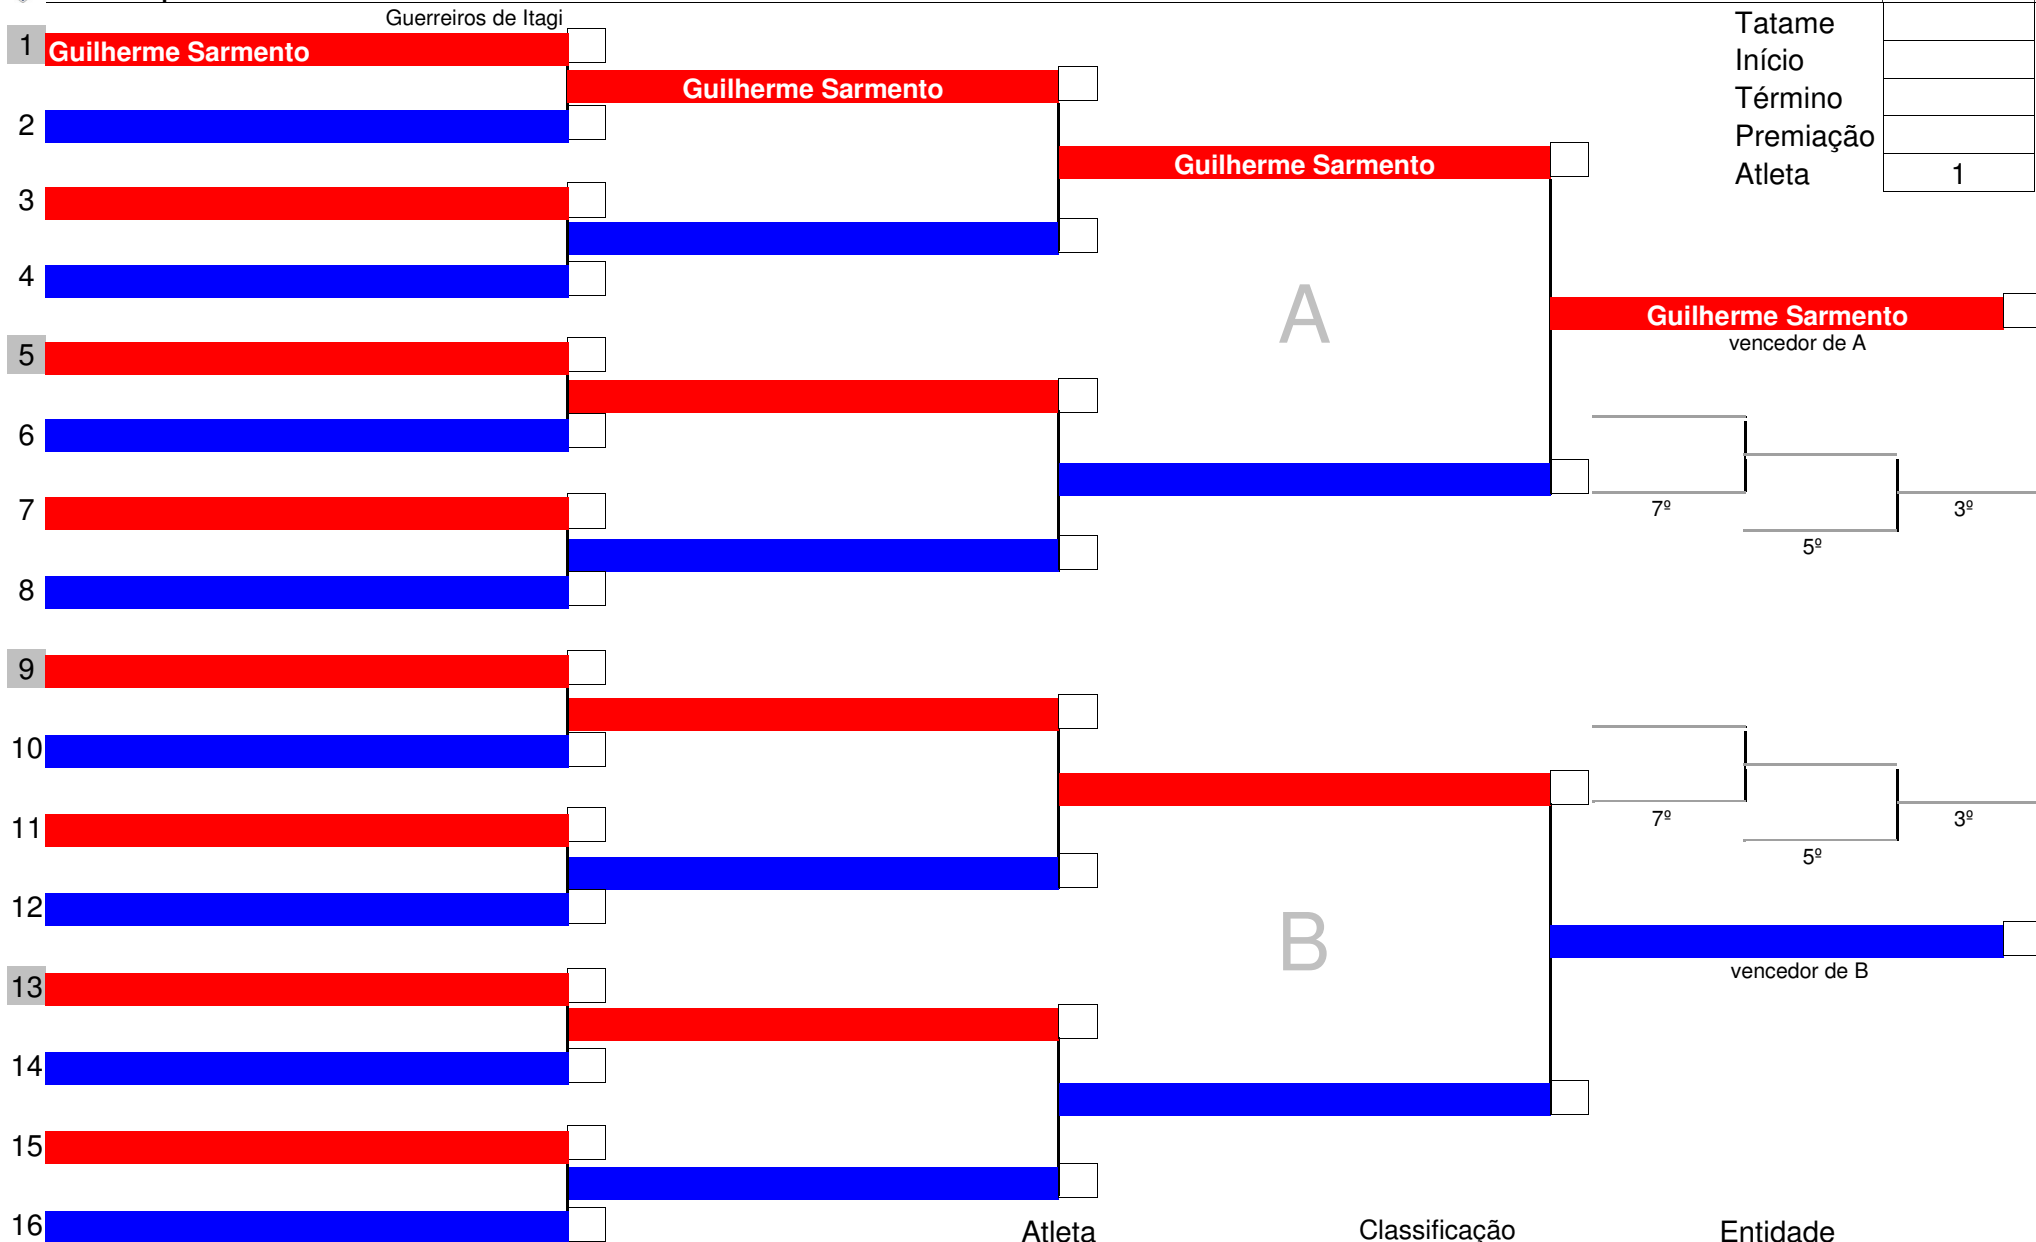 Guerreiros de Itagi
Tatame
1 Guilherme Sarmento
Início
Guilherme Sarmento
Término
2
Premiação
Guilherme Sarmento
Atleta 1
3
4
A
Guilherme Sarmento
vencedor de A
5
6
7
7º 3º
5º
8
9
10
11
7º 3º
5º
12
B
vencedor de B
13
14
15
16
Atleta Classificação Entidade